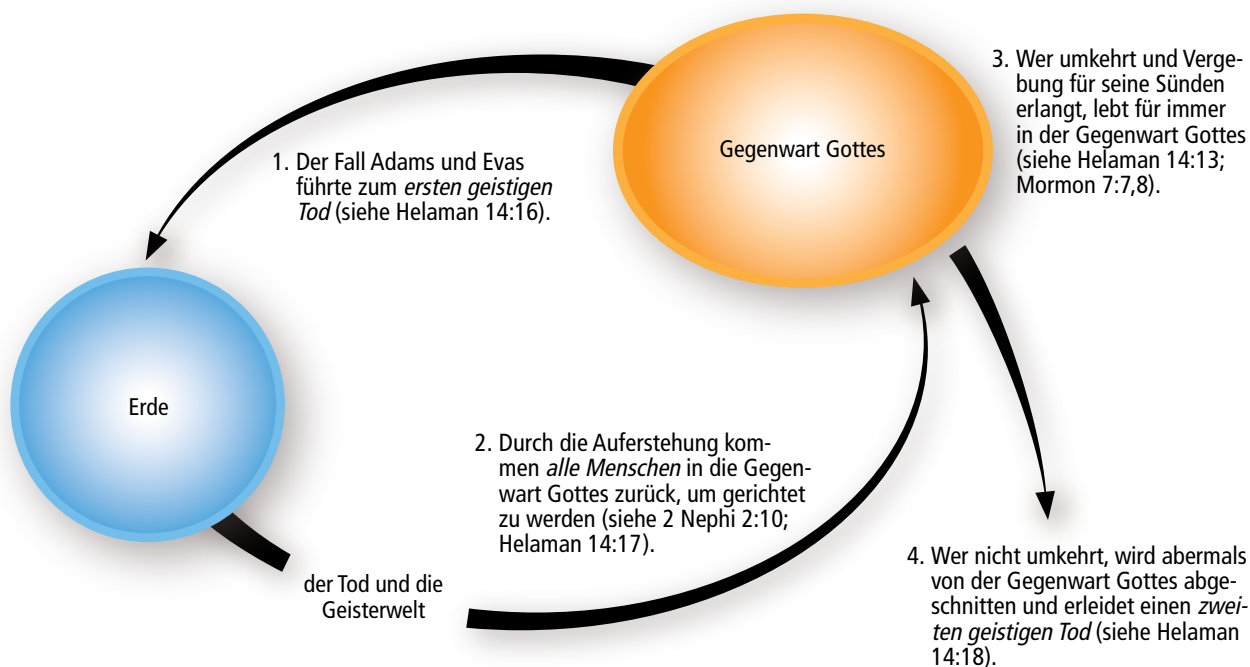 Gegenwart Gottes
1. Der Fall Adams und Evas
führte zum ersten geistigen
Tod (siehe Helaman 14:16).
Erde
der Tod und die
Geisterwelt
2. Durch die Auferstehung kom-
men alle Menschen in die Gegen-
wart Gottes zurück, um gerichtet
zu werden (siehe 2 Nephi 2:10;
Helaman 14:17).
3. Wer umkehrt und Verge-
bung für seine Sünden
erlangt, lebt für immer
in der Gegenwart Gottes
(siehe Helaman 14:13;
Mormon 7:7,8).
4. Wer nicht umkehrt, wird abermals
von der Gegenwart Gottes abge-
schnitten und erleidet einen zwei-
ten geistigen Tod (siehe Helaman
14:18).